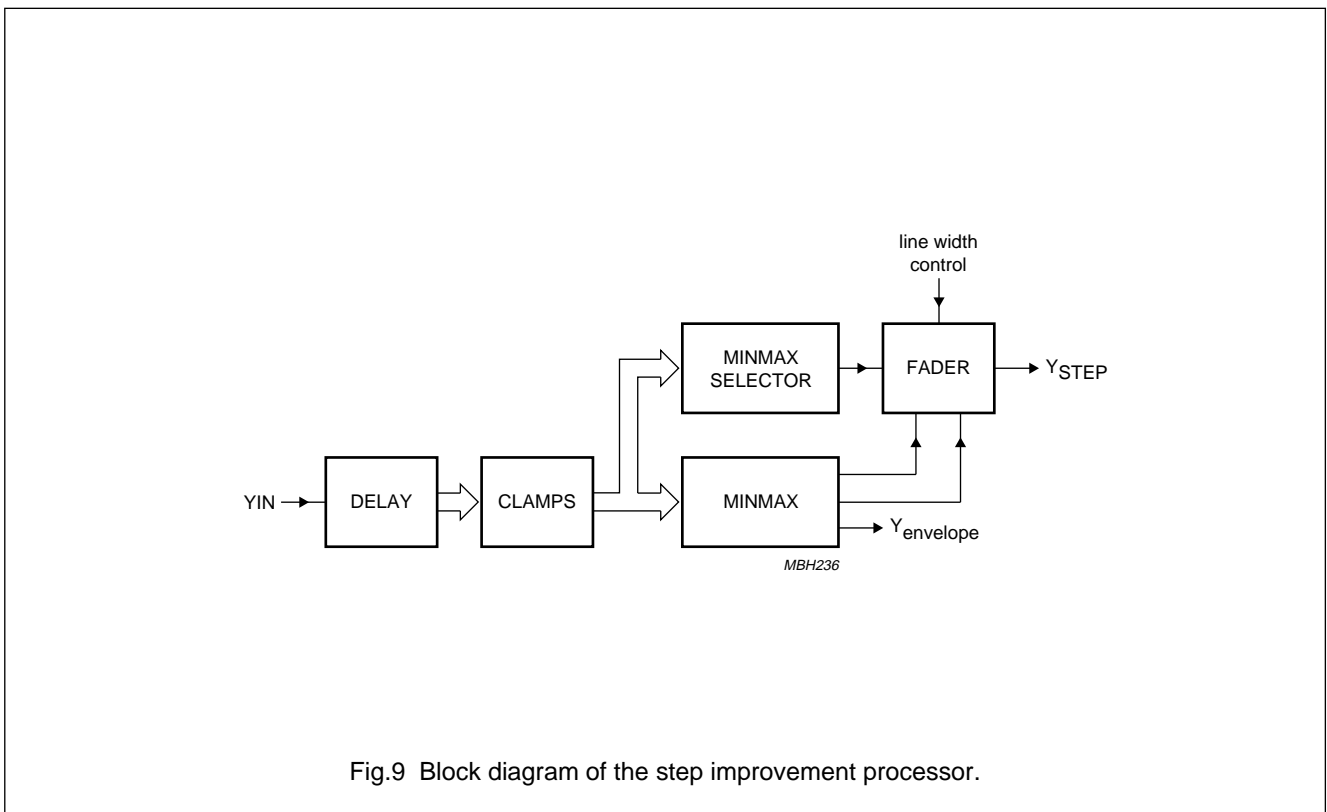 line width
control
MINMAX
SELECTOR
FADER
YSTEP
YIN
DELAY
CLAMPS
MINMAX
Yenvelope
MBH236
Fig.9 Block diagram of the step improvement processor.